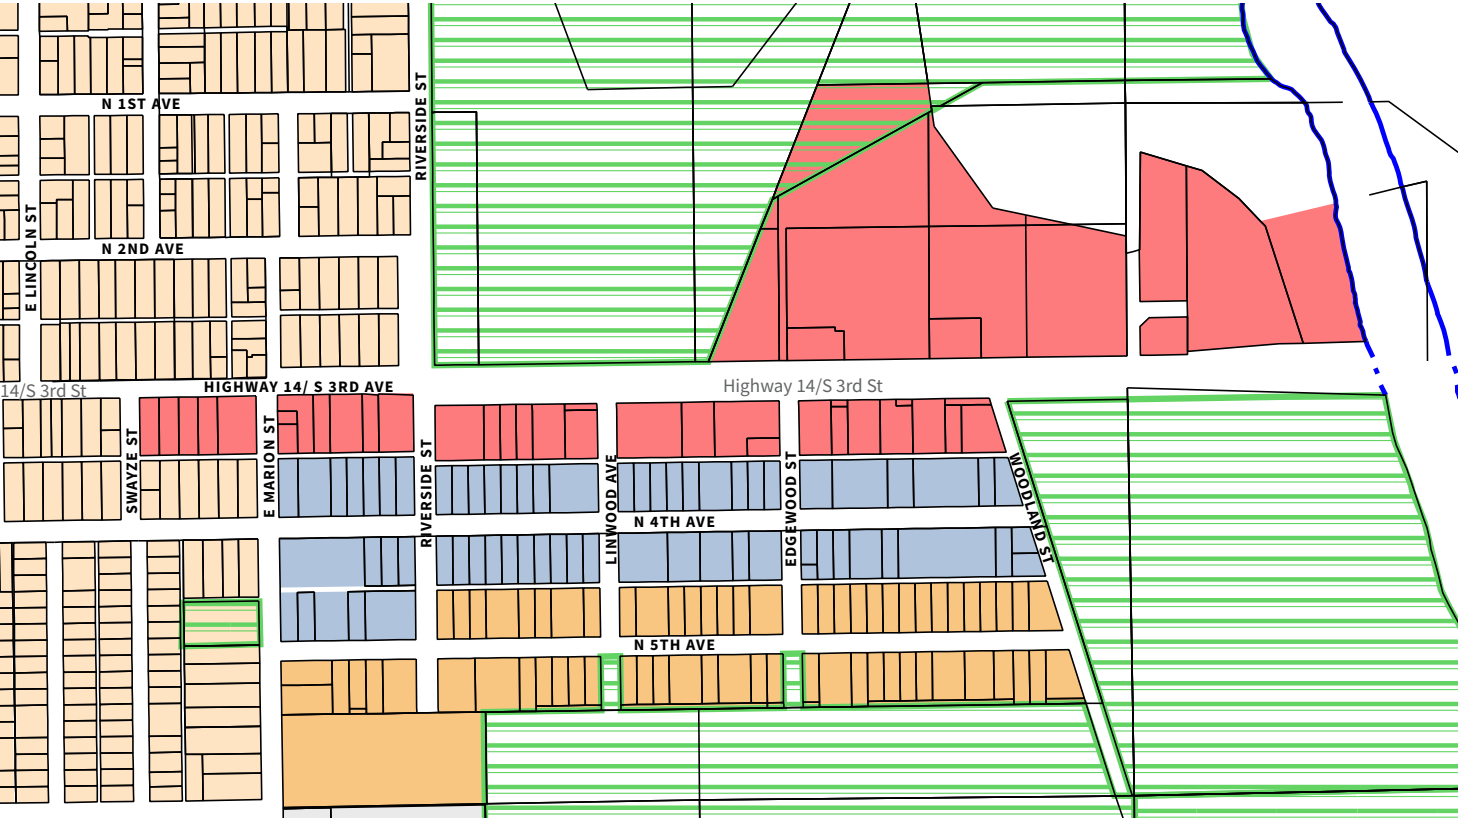 N 1ST AVE
RIVERSIDE ST
E LINCOLN ST
N 2ND AVE
HIGHWAY 14/ S 3RD AVE
14/S 3rd St
Highway 14/S 3rd St
SWAYZE ST
E MARION ST
RIVERSIDE ST
LINWOOD AVE
EDGEWOOD ST
WOODLAND ST
N 4TH AVE
N 5TH AVE